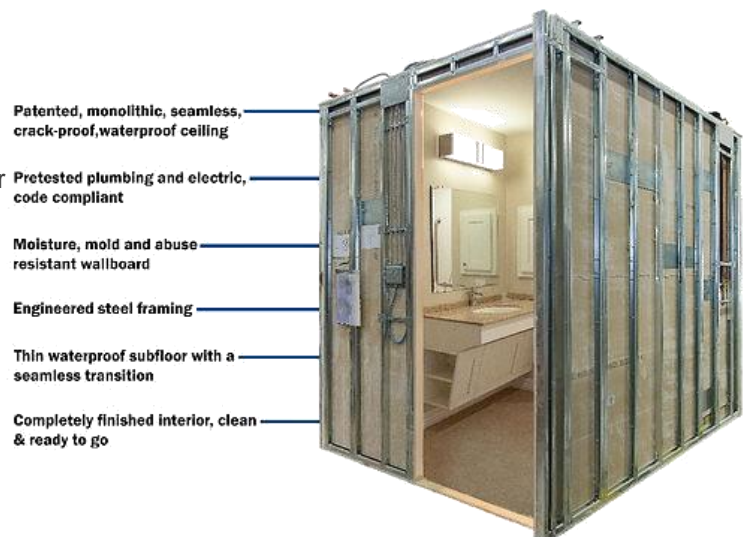 Patented, monolithic, seamless,
crack-proof,waterproof ceiling
r
Pretested plumbing and electric,
code compliant
Moisture, mold and abuse
resistant wallboard
Engineered steel framing
Thin waterproof subfloor with a
seamless transition
Completely finished interior, clean
& ready to go